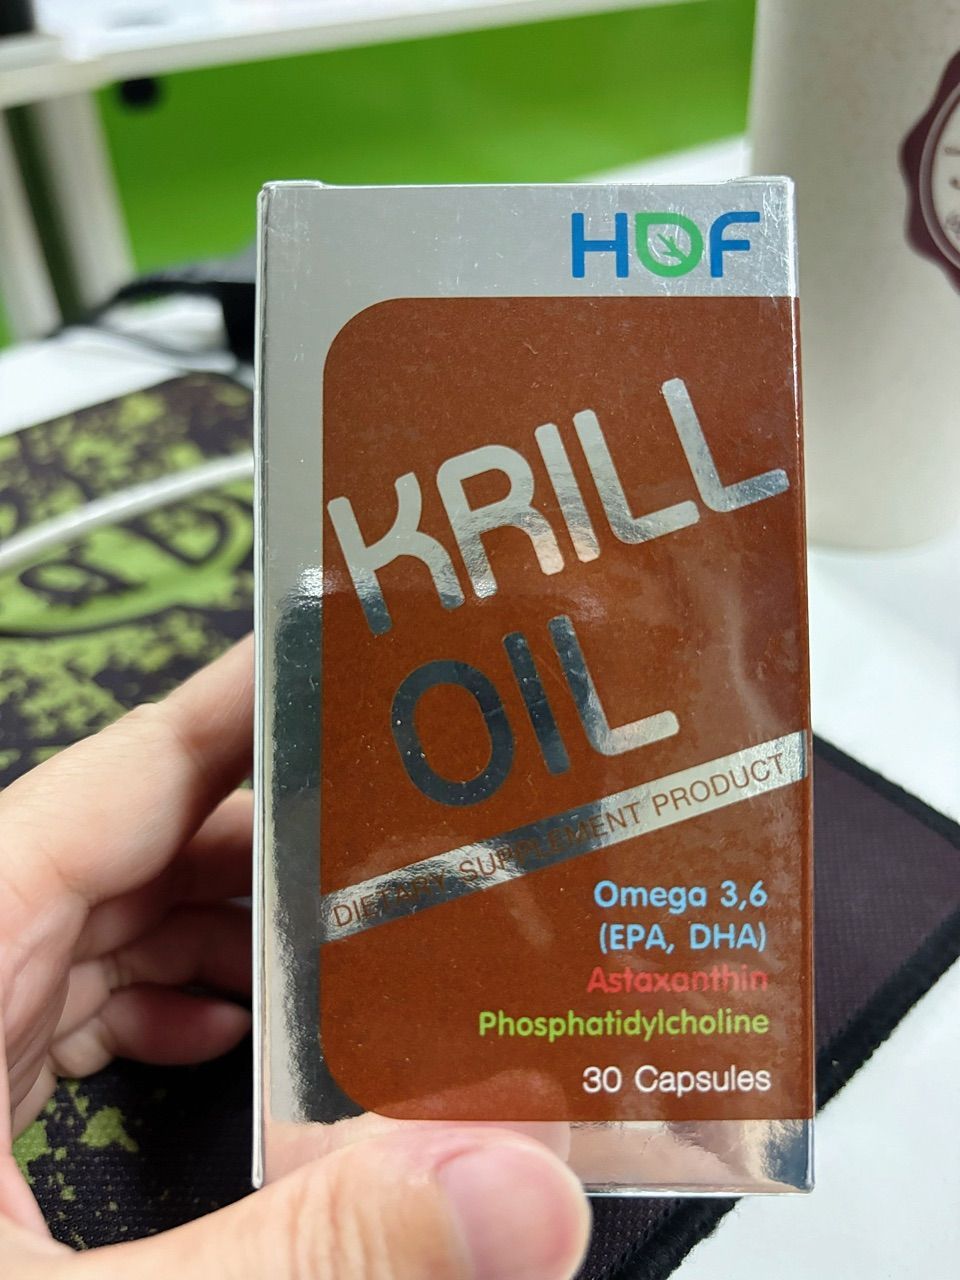 HOF
KRILL
OIL
DIETARY SUPPLEMENT PRODUCT
Omega 3,6
(EPA, DHA)
Astaxanthin
Phosphatidylcholine
30 Capsules